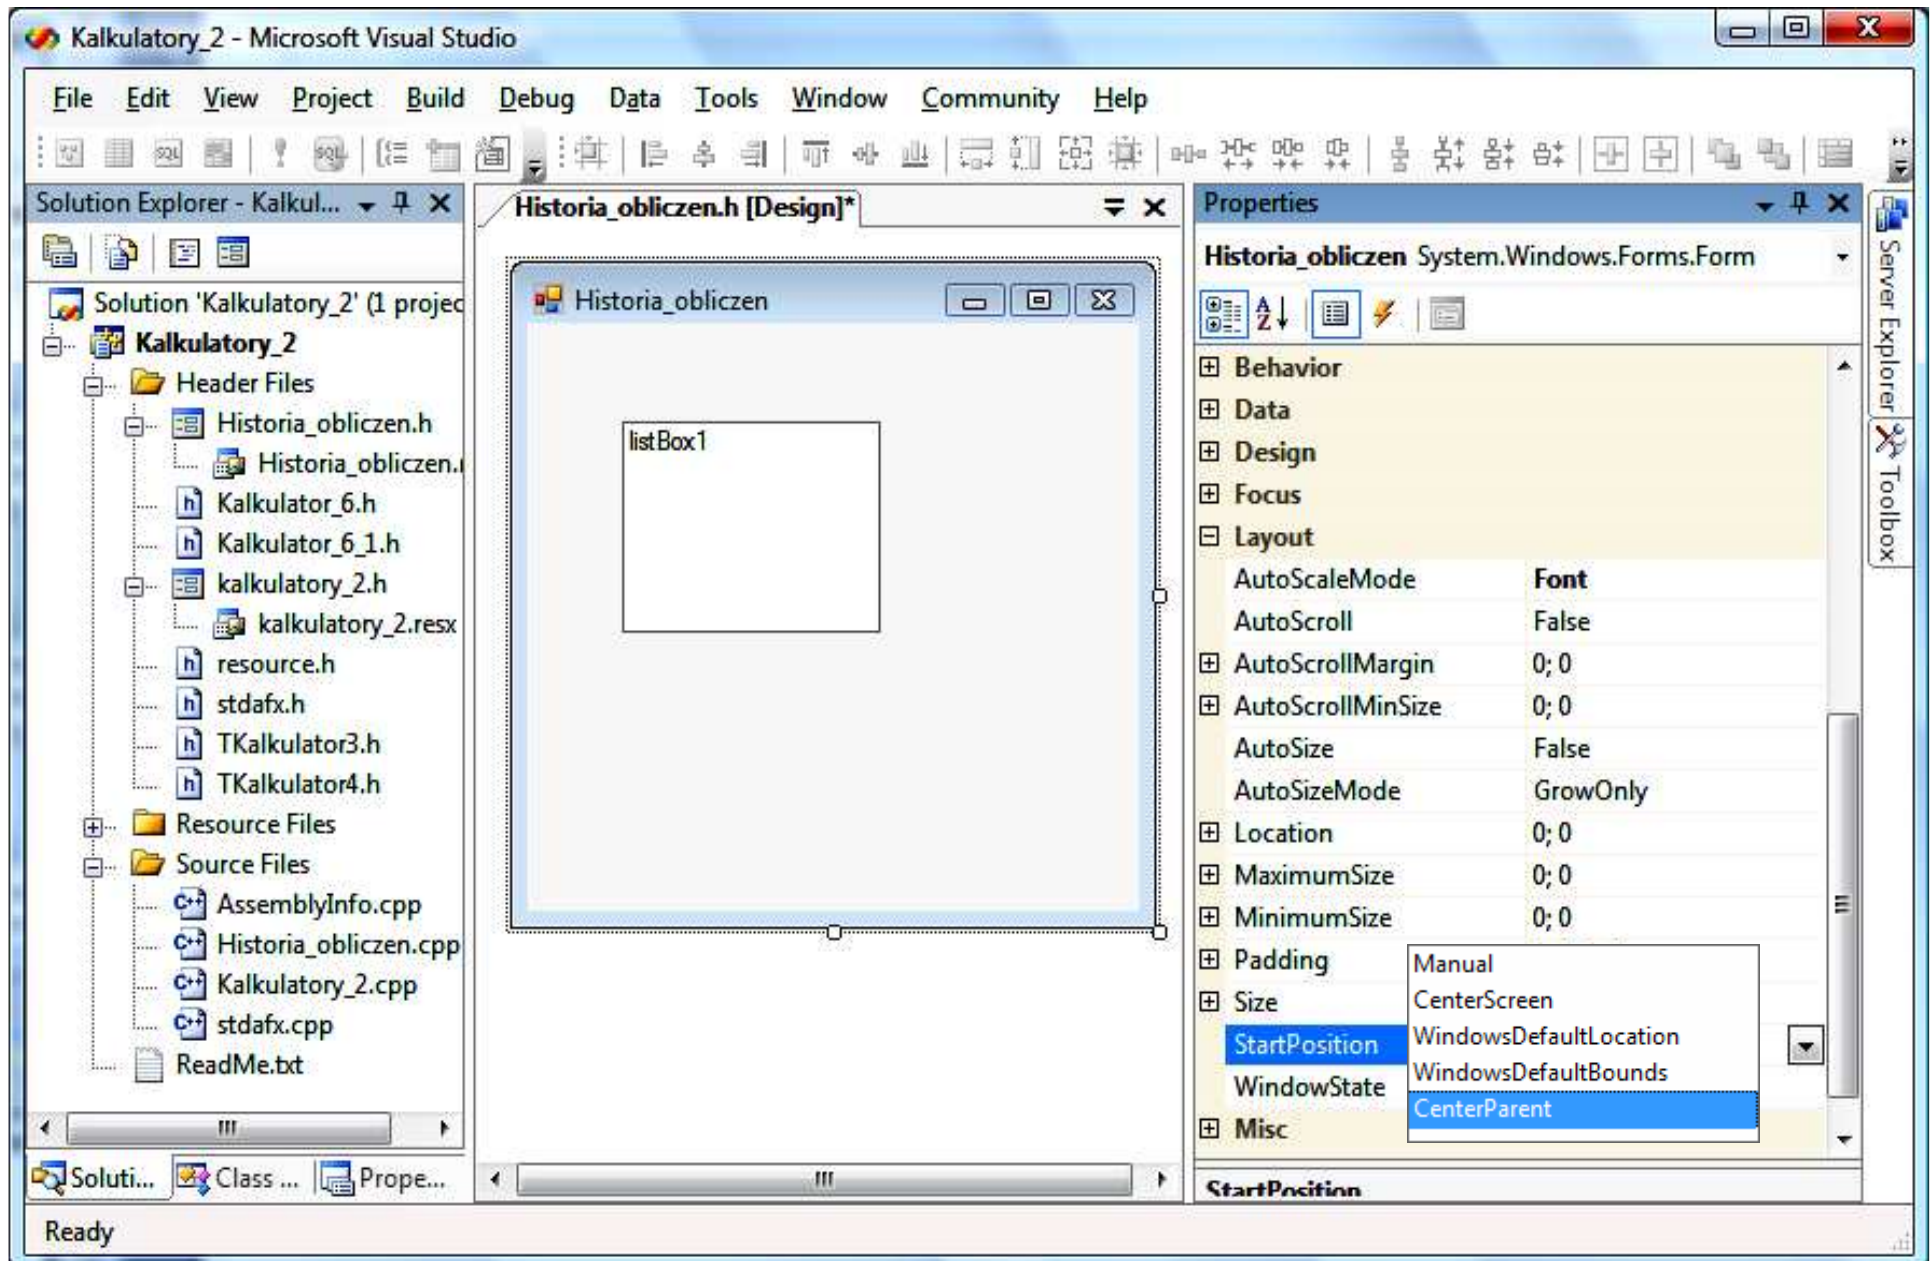 Kalkulatory_2 - Microsoft Visual Studio
File Edit View Project Build Debug Data Tools Window Community Help
Solution Explorer - Kalkul...
Solution 'Kalkulatory_2' (1 projec
Kalkulatory_2
Header Files
Historia_obliczen.h
Historia_obliczen.r
Kalkulator_6.h
Kalkulator_6_1.h
kalkulatory_2.h
kalkulatory_2.resx
resource.h
stdafx.h
TKalkulator3.h
TKalkulator4.h
Resource Files
Source Files
AssemblyInfo.cpp
Historia_obliczen.cpp
Kalkulatory_2.cpp
stdafx.cpp
ReadMe.txt
Soluti... Class ... Prope...
Historia_obliczen.h [Design]*
Historia_obliczen
listBox1
Properties
Historia_obliczen System.Windows.Forms.Form
Behavior
Data
Design
Focus
Layout
AutoScaleMode Font
AutoScroll False
AutoScrollMargin 0; 0
AutoScrollMinSize 0; 0
AutoSize False
AutoSizeMode GrowOnly
Location 0; 0
MaximumSize 0; 0
MinimumSize 0; 0
Padding
Size
StartPosition
WindowState
Misc
Manual
CenterScreen
WindowsDefaultLocation
WindowsDefaultBounds
CenterParent
StartPosition
Server Explorer
Toolbox
Ready